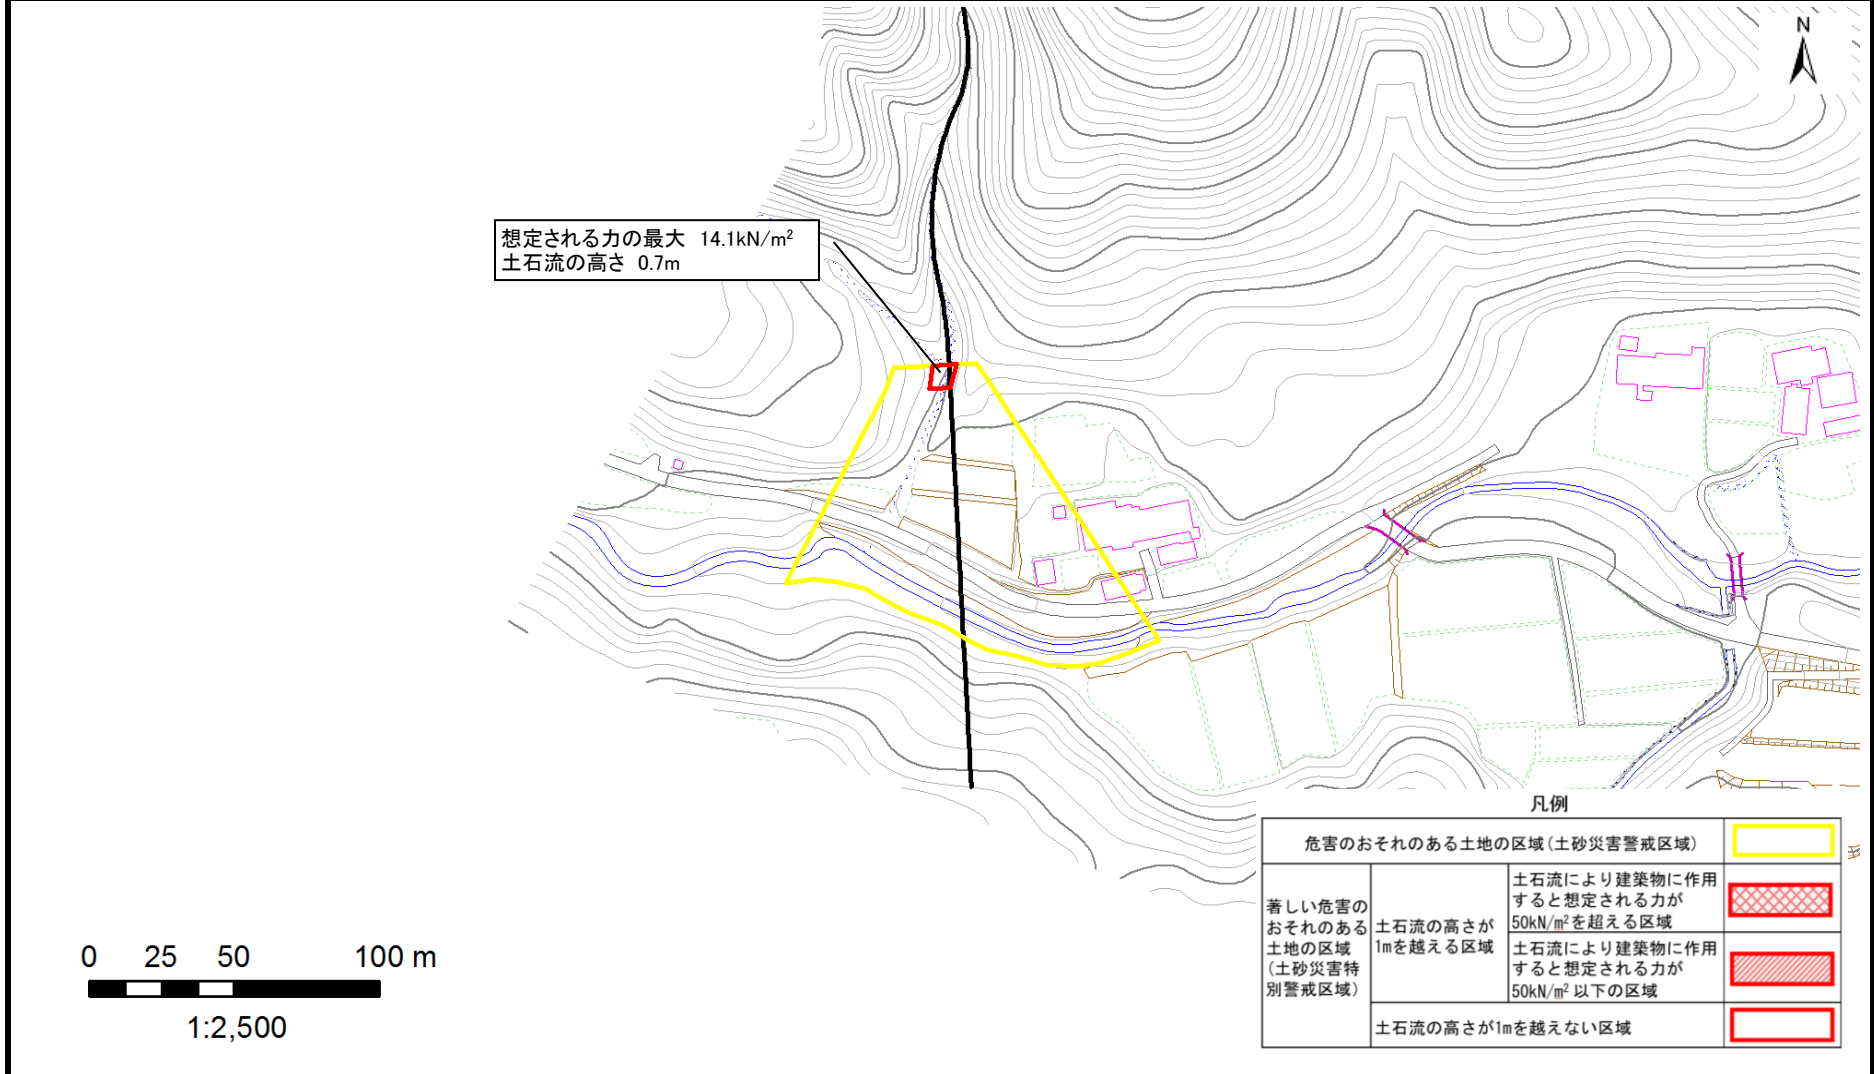 N
想定される力の最大 14.1kN/m²
土石流の高さ 0.7m
凡例
危害のおそれのある土地の区域(土砂災害警戒区域)
著しい危害の
おそれのある
土地の区域
(土砂災害特
別警戒区域)
土石流の高さが
1mを越える区域
土石流により建築物に作用
すると想定される力が
50kN/m²を超える区域
土石流により建築物に作用
すると想定される力が
50kN/m²以下の区域
土石流の高さが1mを越えない区域
0 25 50 100 m
1:2,500